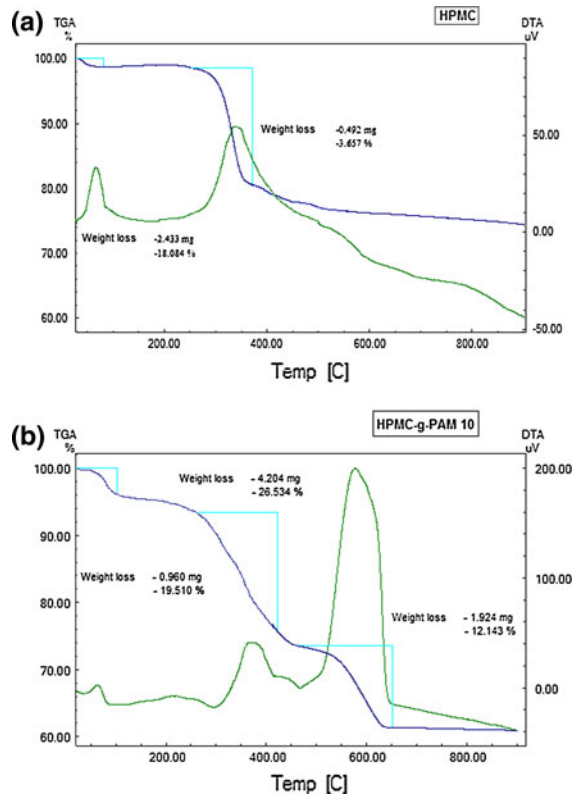 (a)
HPMC
TGA
%
DTA
uV
100.00
90.00
80.00
70.00
60.00
50.00
0.00
-50.00
Weight loss -0.492 mg
-3.657 %
Weight loss -2.433 mg
-18.084 %
200.00 400.00 600.00 800.00
Temp [C]
(b)
HPMC-g-PAM 10
TGA
%
DTA
uV
100.00
90.00
80.00
70.00
60.00
200.00
100.00
0.00
Weight loss - 4.204 mg
- 26.534 %
Weight loss - 0.960 mg
- 19.510 %
Weight loss - 1.924 mg
- 12.143 %
200.00 400.00 600.00 800.00
Temp [C]